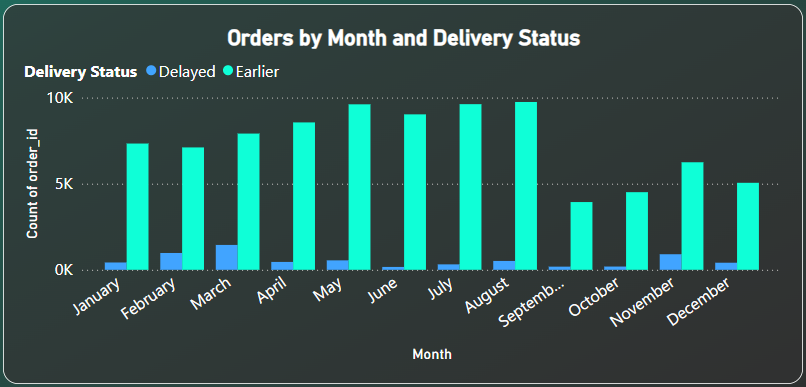 Orders by Month and Delivery Status
Delivery Status Delayed Earlier
10K
5K
0K
Count of order_id
January February March April May June July August Septemb... October November December
Month